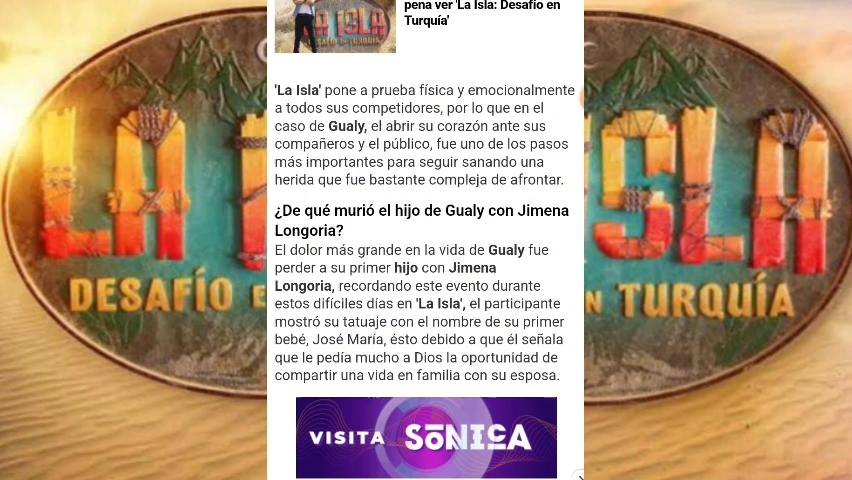 pena ver 'La Isla: Desafío en
Turquía'
LA ISLA
'La Isla' pone a prueba física y emocionalmente
a todos sus competidores, por lo que en el
caso de Gualy, el abrir su corazón ante sus
compañeros y el público, fue uno de los pasos
más importantes para seguir sanando una
herida que fue bastante compleja de afrontar.
¿De qué murió el hijo de Gualy con Jimena
Longoria?
El dolor más grande en la vida de Gualy fue
perder a su primer hijo con Jimena
Longoria, recordando este evento durante
estos difíciles días en 'La Isla', el participante
mostró su tatuaje con el nombre de su primer
bebé, José María, ésto debido a que él señala
que le pedía mucho a Dios la oportunidad de
compartir una vida en familia con su esposa.
VISITA SÓNICA
LA
ISLA
DESAFÍO E
N TURQUÍA